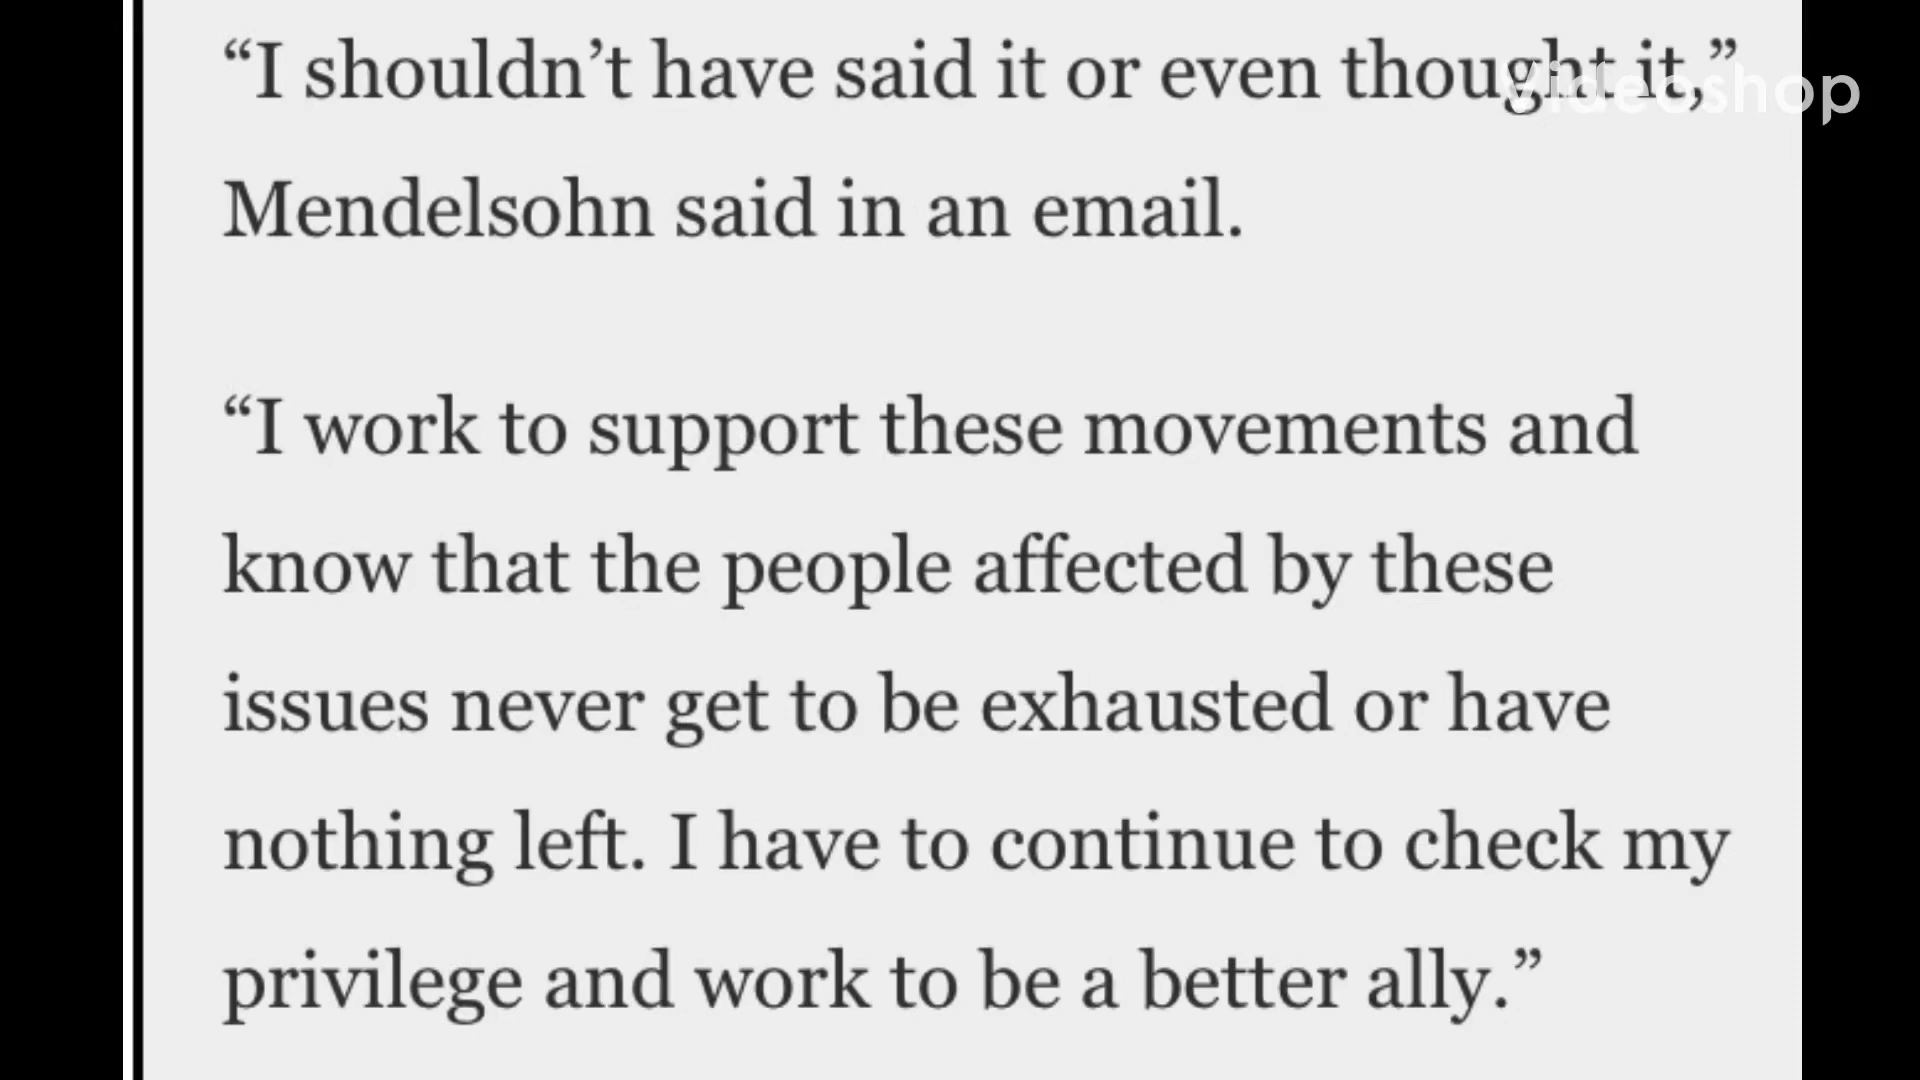 “I shouldn’t have said it or even thought it,”
Videoshop
Mendelsohn said in an email.
“I work to support these movements and
know that the people affected by these
issues never get to be exhausted or have
nothing left. I have to continue to check my
privilege and work to be a better ally.”